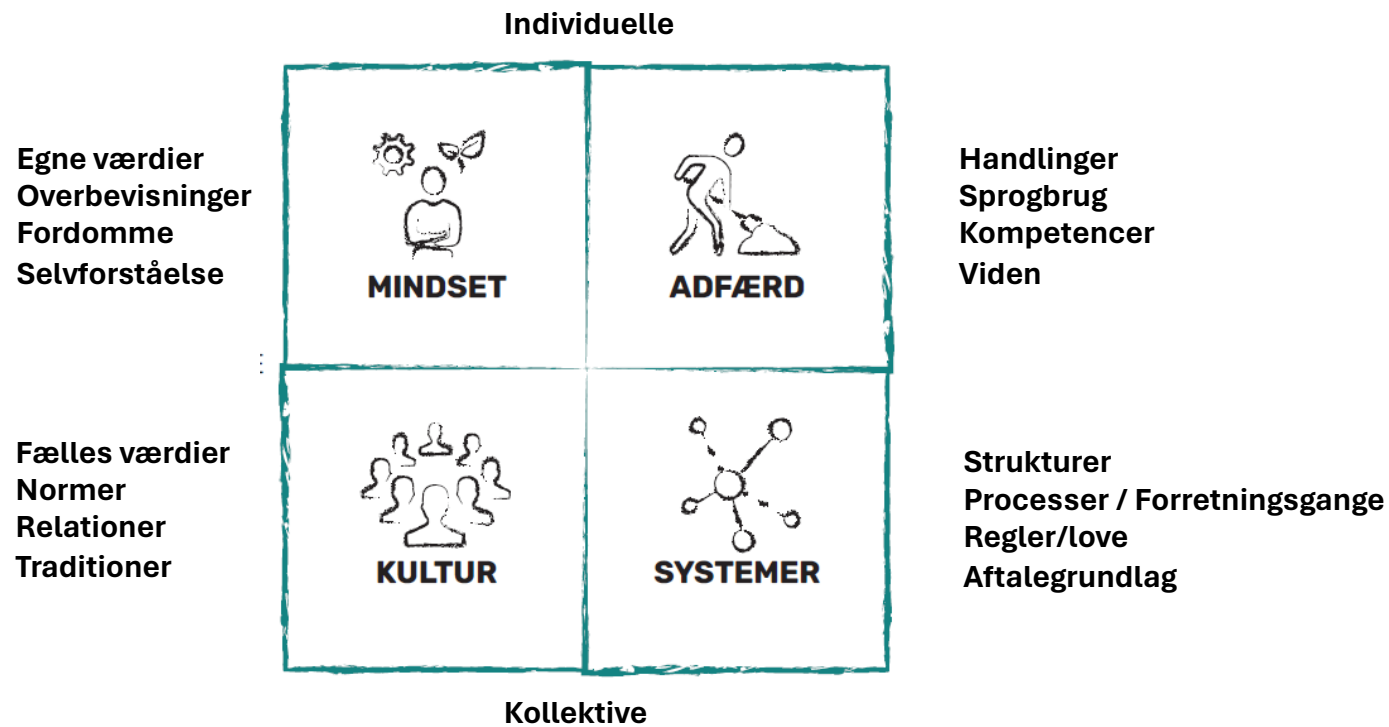 Individuelle
Egne værdier
Overbevisninger
Fordomme
Selvforståelse
MINDSET
ADFÆRD
Handlinger
Sprogbrug
Kompetencer
Viden
Fælles værdier
Normer
Relationer
Traditioner
KULTUR
SYSTEMER
Strukturer
Processer / Forretningsgange
Regler/love
Aftalegrundlag
Kollektive